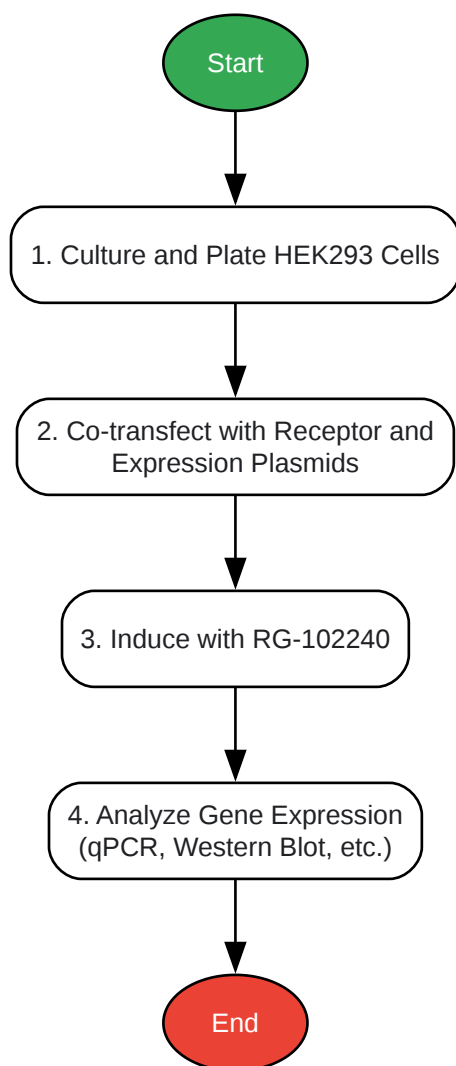 Start
1. Culture and Plate HEK293 Cells
2. Co-transfect with Receptor and
Expression Plasmids
3. Induce with RG-102240
4. Analyze Gene Expression
(qPCR, Western Blot, etc.)
End